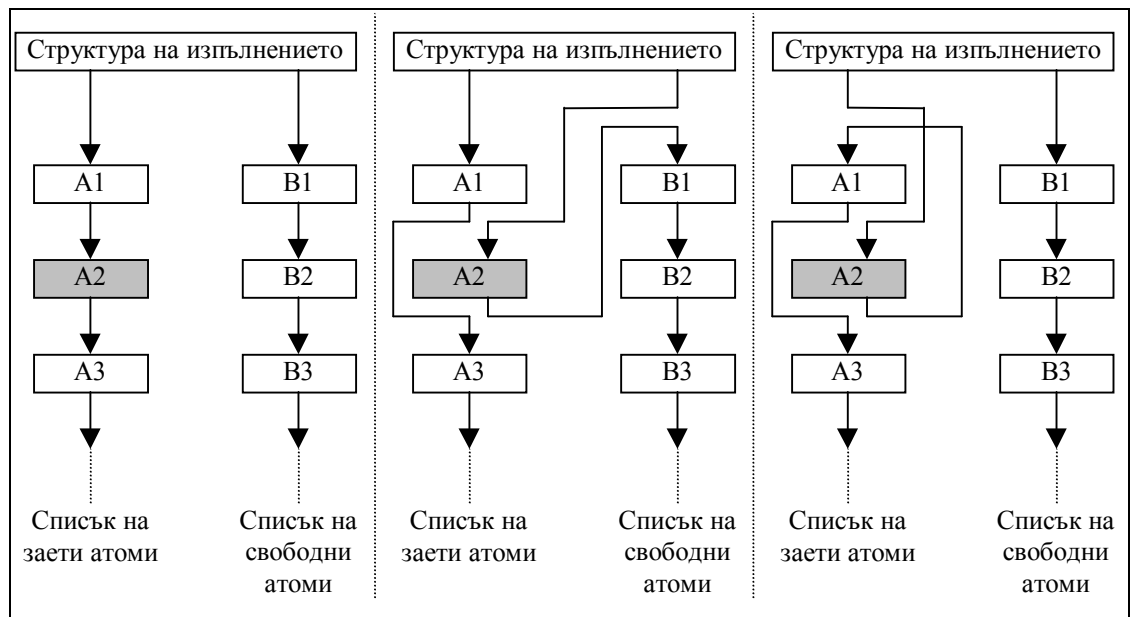 Структура на изпълнението
A1
B1
A2
B2
A3
B3
Списък на
заети атоми
Списък на
свободни
атоми
Структура на изпълнението
A1
B1
A2
B2
A3
B3
Списък на
заети атоми
Списък на
свободни
атоми
Структура на изпълнението
A1
B1
A2
B2
A3
B3
Списък на
заети атоми
Списък на
свободни
атоми